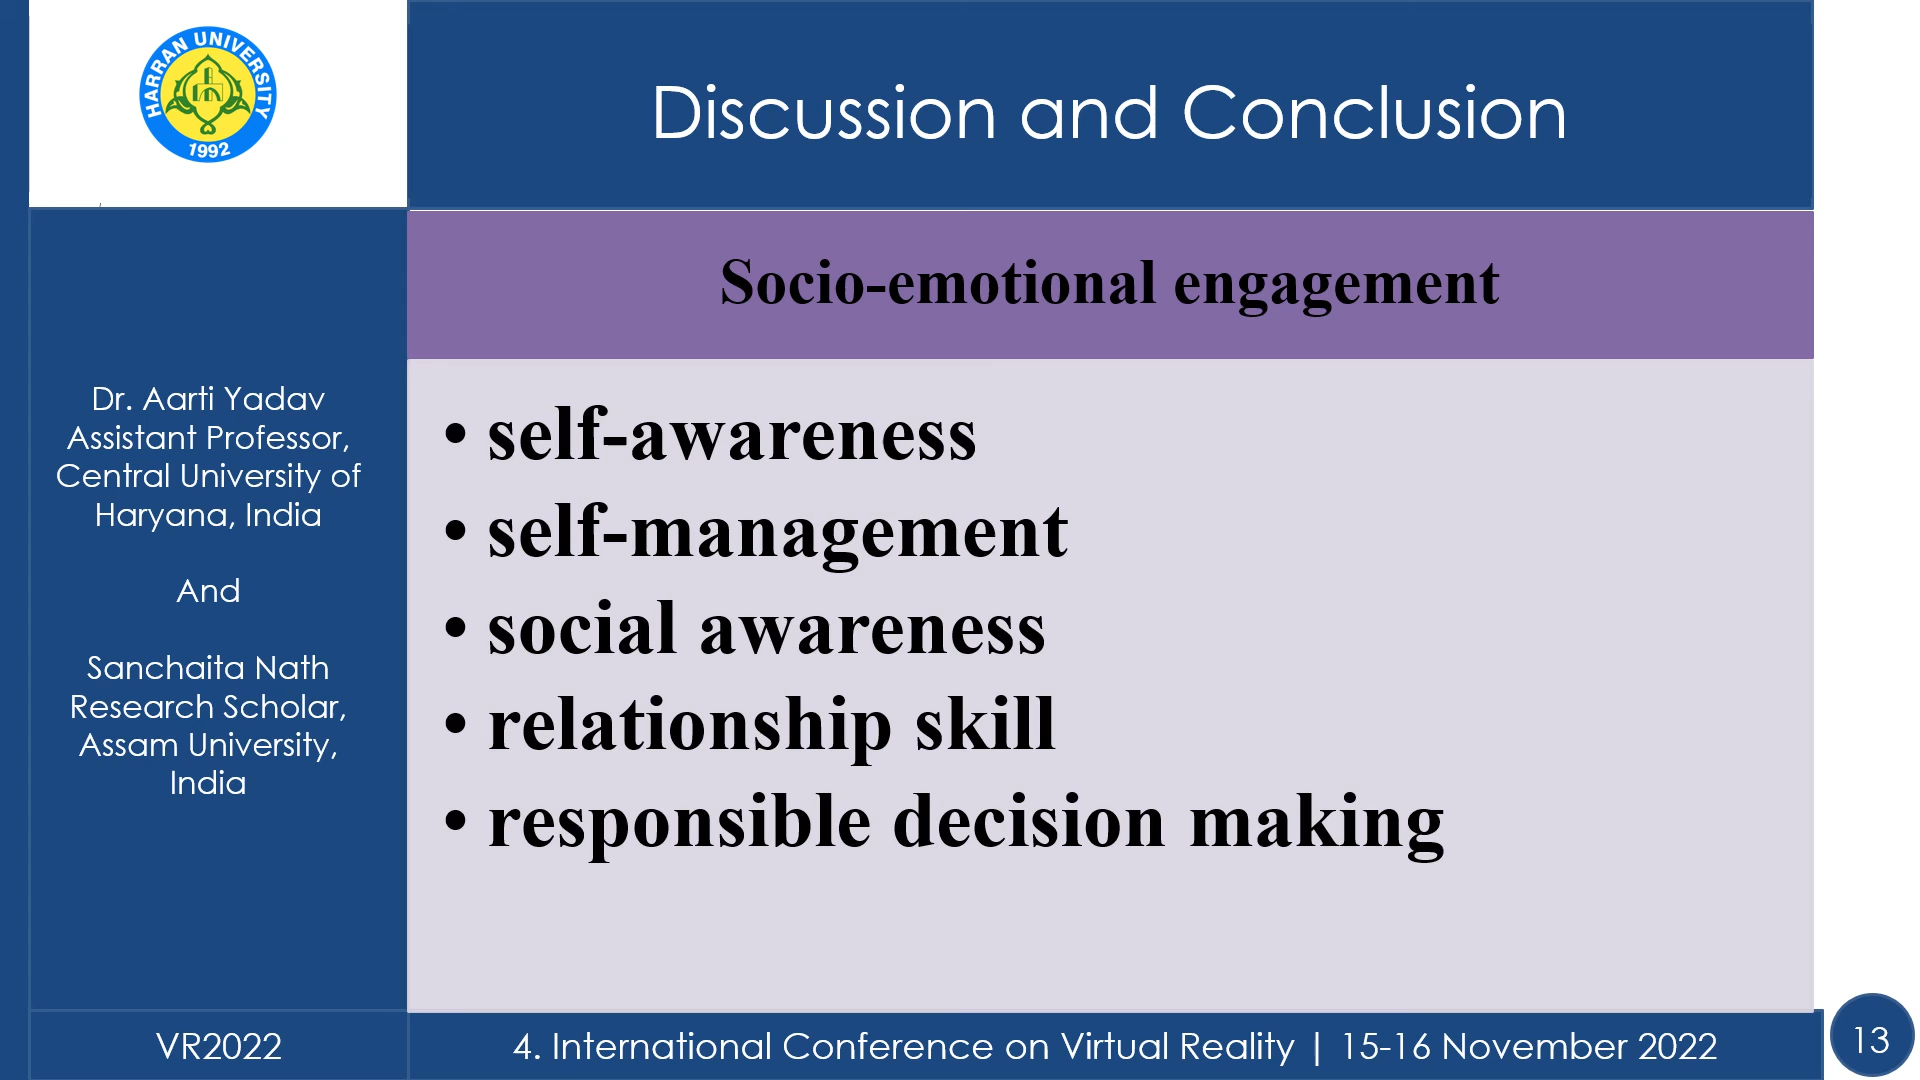 HARRAN UNIVERSITY
1992
Discussion and Conclusion
Socio-emotional engagement
Dr. Aarti Yadav
Assistant Professor,
Central University of
Haryana, India
And
Sanchaita Nath
Research Scholar,
Assam University,
India
• self-awareness
• self-management
• social awareness
• relationship skill
• responsible decision making
VR2022
4. International Conference on Virtual Reality | 15-16 November 2022
13